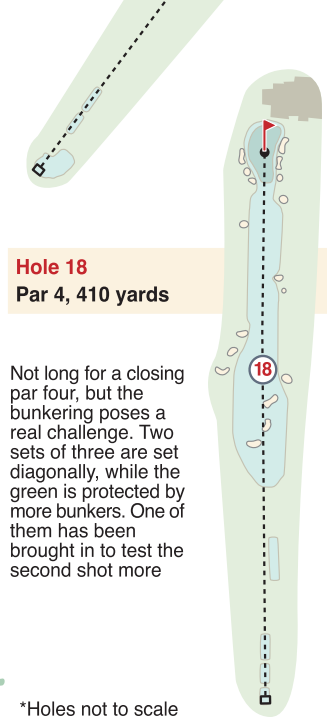 Hole 18
Par 4, 410 yards
18
Not long for a closing
par four, but the
bunkering poses a
real challenge. Two
sets of three are set
diagonally, while the
green is protected by
more bunkers. One of
them has been
brought in to test the
second shot more
*Holes not to scale